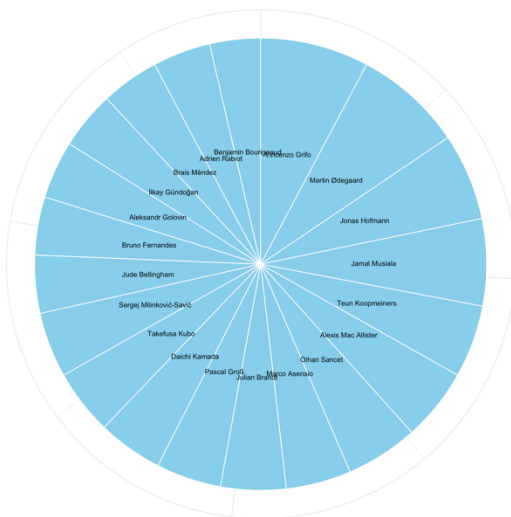 Benjamin Bourigeaud
Vincenzo Grifo
Adrien Rabiot
Brais Méndez
Martin Ødegaard
İlkay Gündoğan
Aleksandr Golovin
Jonas Hofmann
Bruno Fernandes
Jamal Musiala
Jude Bellingham
Sergej Milinković-Savić
Teun Koopmeiners
Takefusa Kubo
Alexis Mac Allister
Daichi Kamada
Oihan Sancet
Pascal Groß
Julian Brandt
Marco Asensio